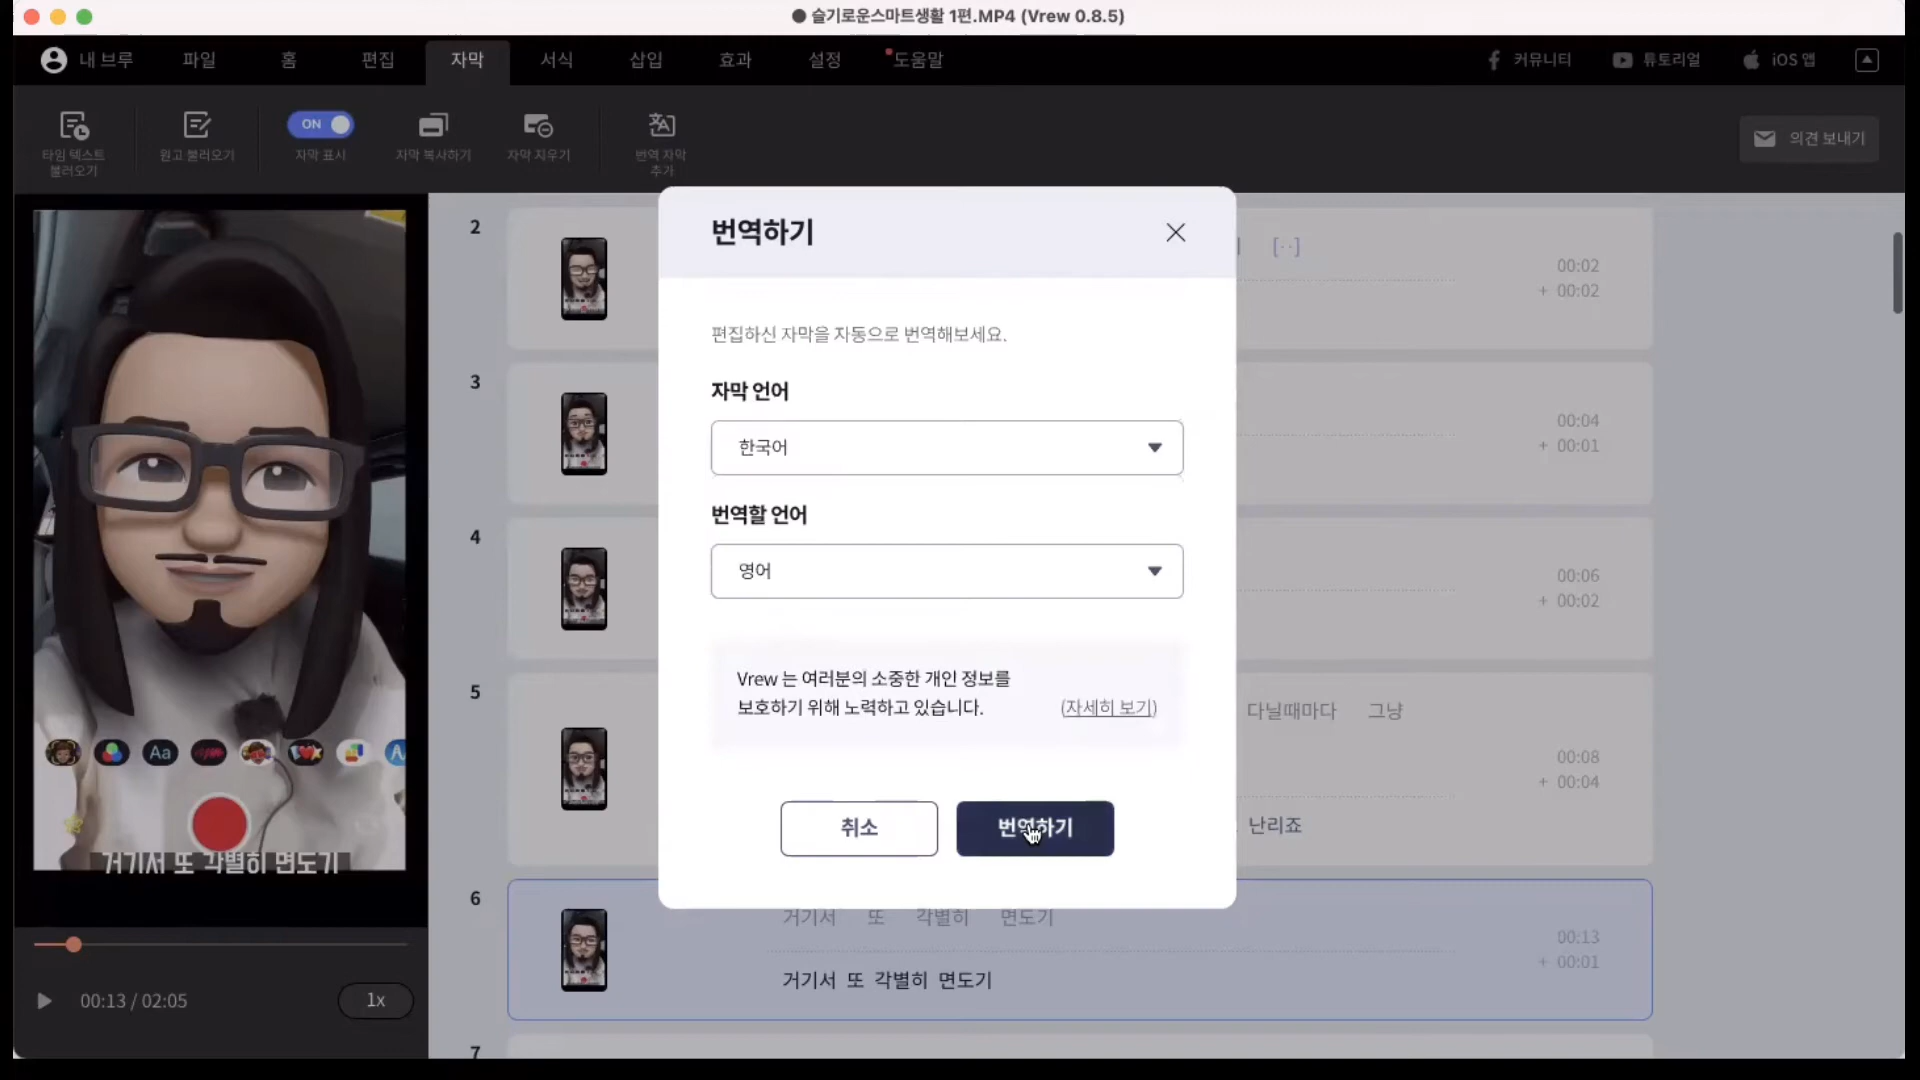 슬기로운스마트생활 1편.MP4 (Vrew 0.8.5)
내 브루 파일 홈 편집 자막 서식 삽입 효과 설정 도움말 커뮤니티 튜토리얼 iOS 앱
타임 텍스트
불러오기
원고 불러오기
ON
자막 표시
자막 복사하기
자막 지우기
번역 자막
추가
의견 보내기
거기서 또 각별히 면도기
00:13 / 02:05
1x
Aa
2
[··]
00:02
+ 00:02
3
00:04
+ 00:01
4
00:06
+ 00:02
5
다닐때마다 그냥
00:08
+ 00:04
난리죠
6
거기서 또 각별히 면도기
00:13
+ 00:01
거기서 또 각별히 면도기
7
번역하기
편집하신 자막을 자동으로 번역해보세요.
자막 언어
한국어
번역할 언어
영어
Vrew 는 여러분의 소중한 개인 정보를
보호하기 위해 노력하고 있습니다. (자세히 보기)
취소
번역하기